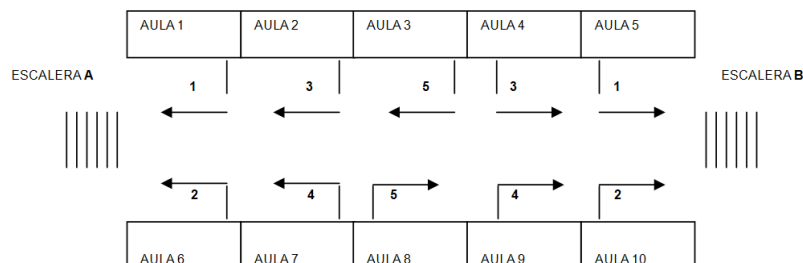 AULA 1 AULA 2 AULA 3 AULA 4 AULA 5
ESCALERA A ESCALERA B
1 3 5 3 1
2 4 5 4 2
AULA 6 AULA 7 AULA 8 AULA 9 AULA 10